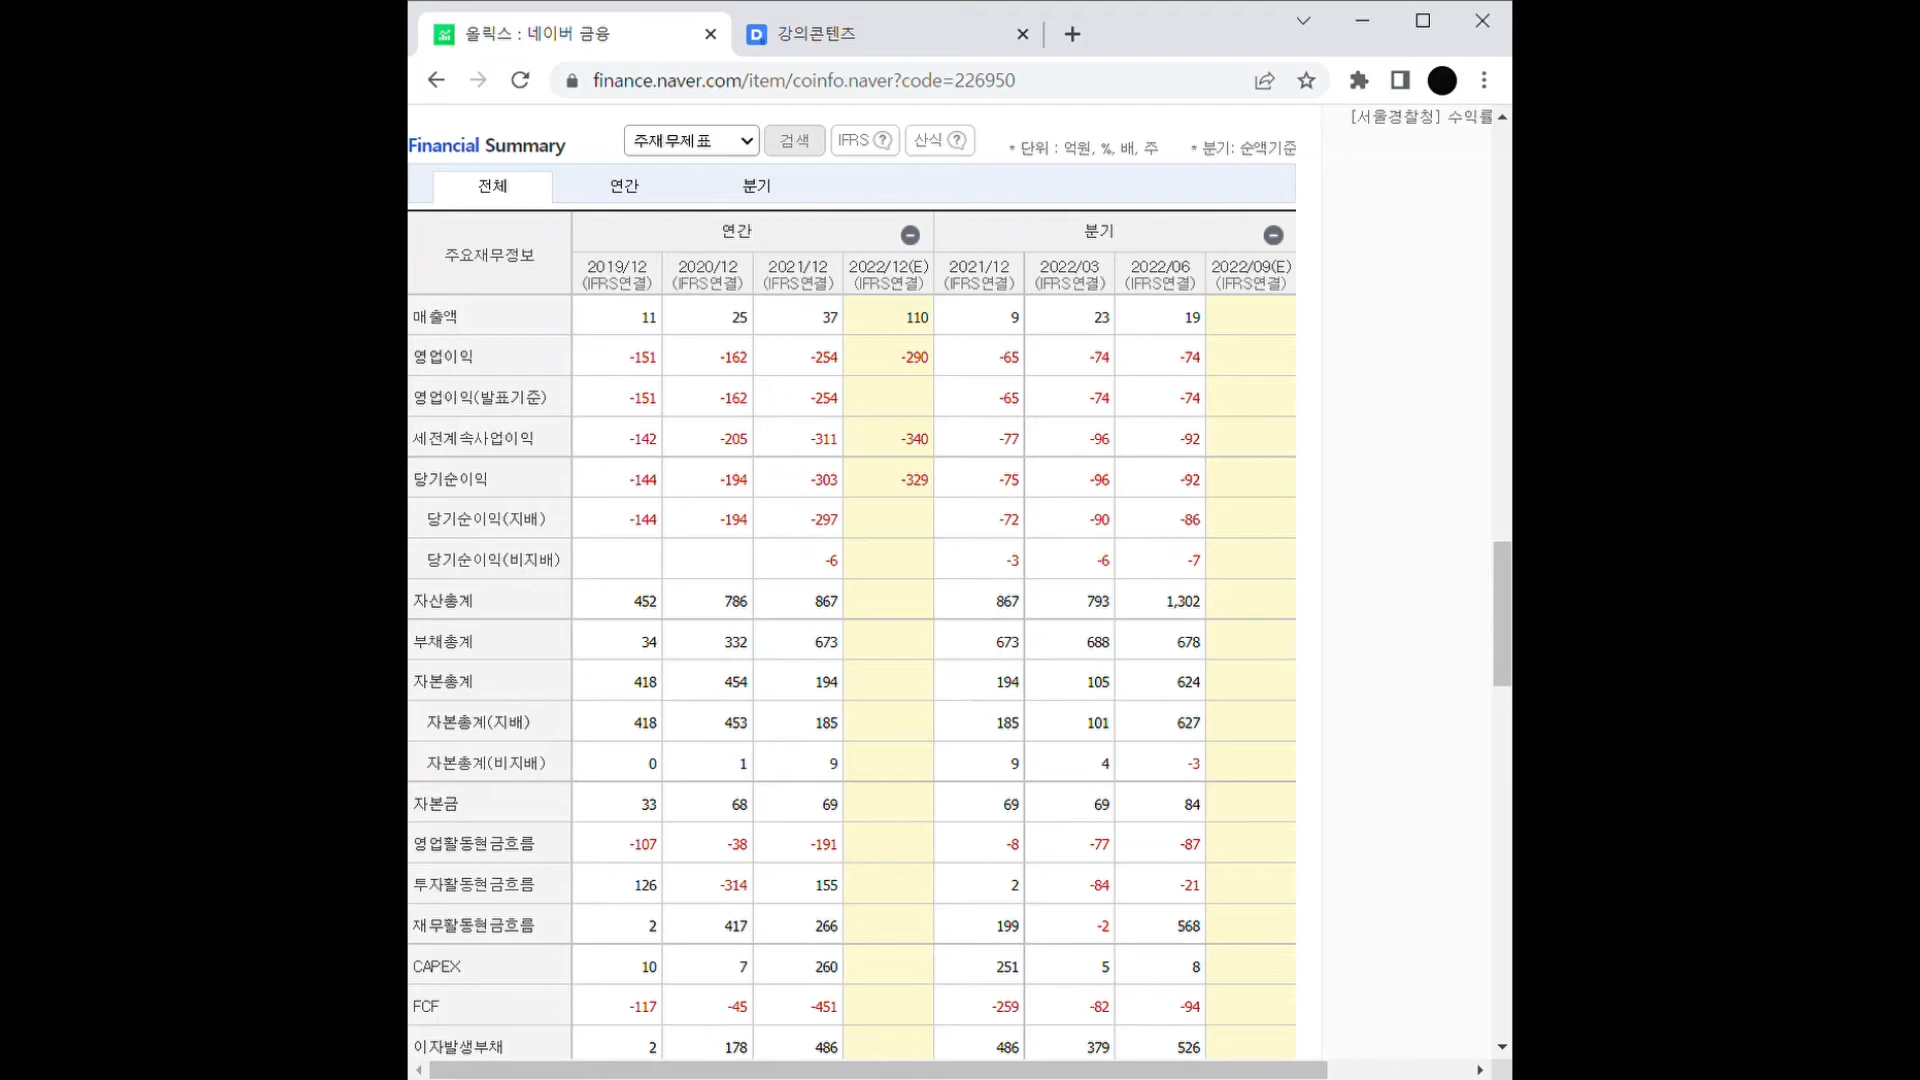 올릭스 : 네이버 금융
강의콘텐츠
finance.naver.com/item/coinfo.naver?code=226950
[서울경찰청] 수익률
Financial Summary
주재무제표
검색
IFRS ?
산식 ?
* 단위 : 억원, %, 배, 주
* 분기: 순액기준
전체 연간 분기
주요재무정보 연간 분기
2019/12 2020/12 2021/12 2022/12(E) 2021/12 2022/03 2022/06 2022/09(E)
(IFRS연결) (IFRS연결) (IFRS연결) (IFRS연결) (IFRS연결) (IFRS연결) (IFRS연결) (IFRS연결)
매출액 11 25 37 110 9 23 19
영업이익 -151 -162 -254 -290 -65 -74 -74
영업이익(발표기준) -151 -162 -254 -65 -74 -74
세전계속사업이익 -142 -205 -311 -340 -77 -96 -92
당기순이익 -144 -194 -303 -329 -75 -96 -92
당기순이익(지배) -144 -194 -297 -72 -90 -86
당기순이익(비지배) -6 -3 -6 -7
자산총계 452 786 867 867 793 1,302
부채총계 34 332 673 673 688 678
자본총계 418 454 194 194 105 624
자본총계(지배) 418 453 185 185 101 627
자본총계(비지배) 0 1 9 9 4 -3
자본금 33 68 69 69 69 84
영업활동현금흐름 -107 -38 -191 -8 -77 -87
투자활동현금흐름 126 -314 155 2 -84 -21
재무활동현금흐름 2 417 266 199 -2 568
CAPEX 10 7 260 251 5 8
FCF -117 -45 -451 -259 -82 -94
이자발생부채 2 178 486 486 379 526